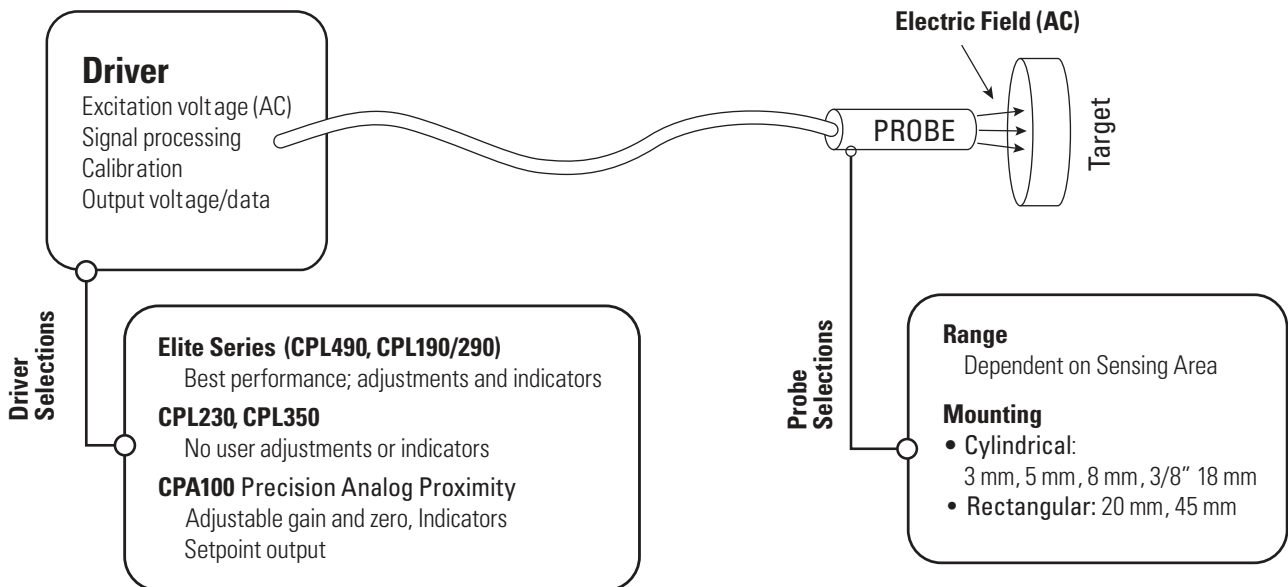 Electric Field (AC)
Driver
Excitation voltage (AC)
Signal processing
Calibration
Output voltage/data
PROBE
Target
Driver
Selections
Elite Series (CPL490, CPL190/290)
Best performance; adjustments and indicators
CPL230, CPL350
No user adjustments or indicators
CPA100 Precision Analog Proximity
Adjustable gain and zero, Indicators
Setpoint output
Probe
Selections
Range
Dependent on Sensing Area
Mounting
• Cylindrical:
3 mm, 5 mm, 8 mm, 3/8” 18 mm
• Rectangular: 20 mm, 45 mm